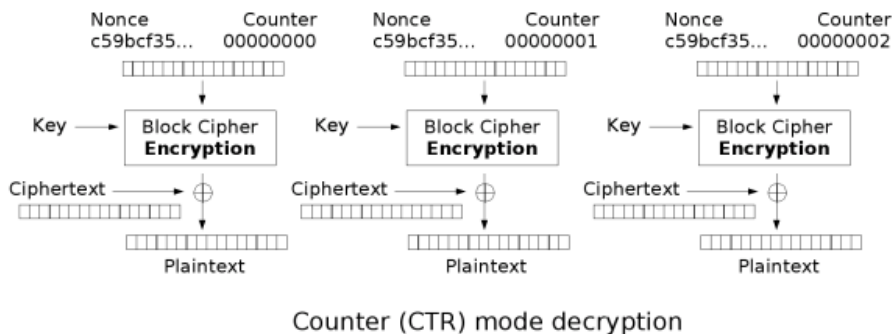 Nonce Counter Nonce Counter Nonce Counter
c59bcf35... 00000000 c59bcf35... 00000001 c59bcf35... 00000002
Key Block Cipher Key Block Cipher Key Block Cipher
Encryption Encryption Encryption
Ciphertext Ciphertext Ciphertext
Plaintext Plaintext Plaintext
Counter (CTR) mode decryption